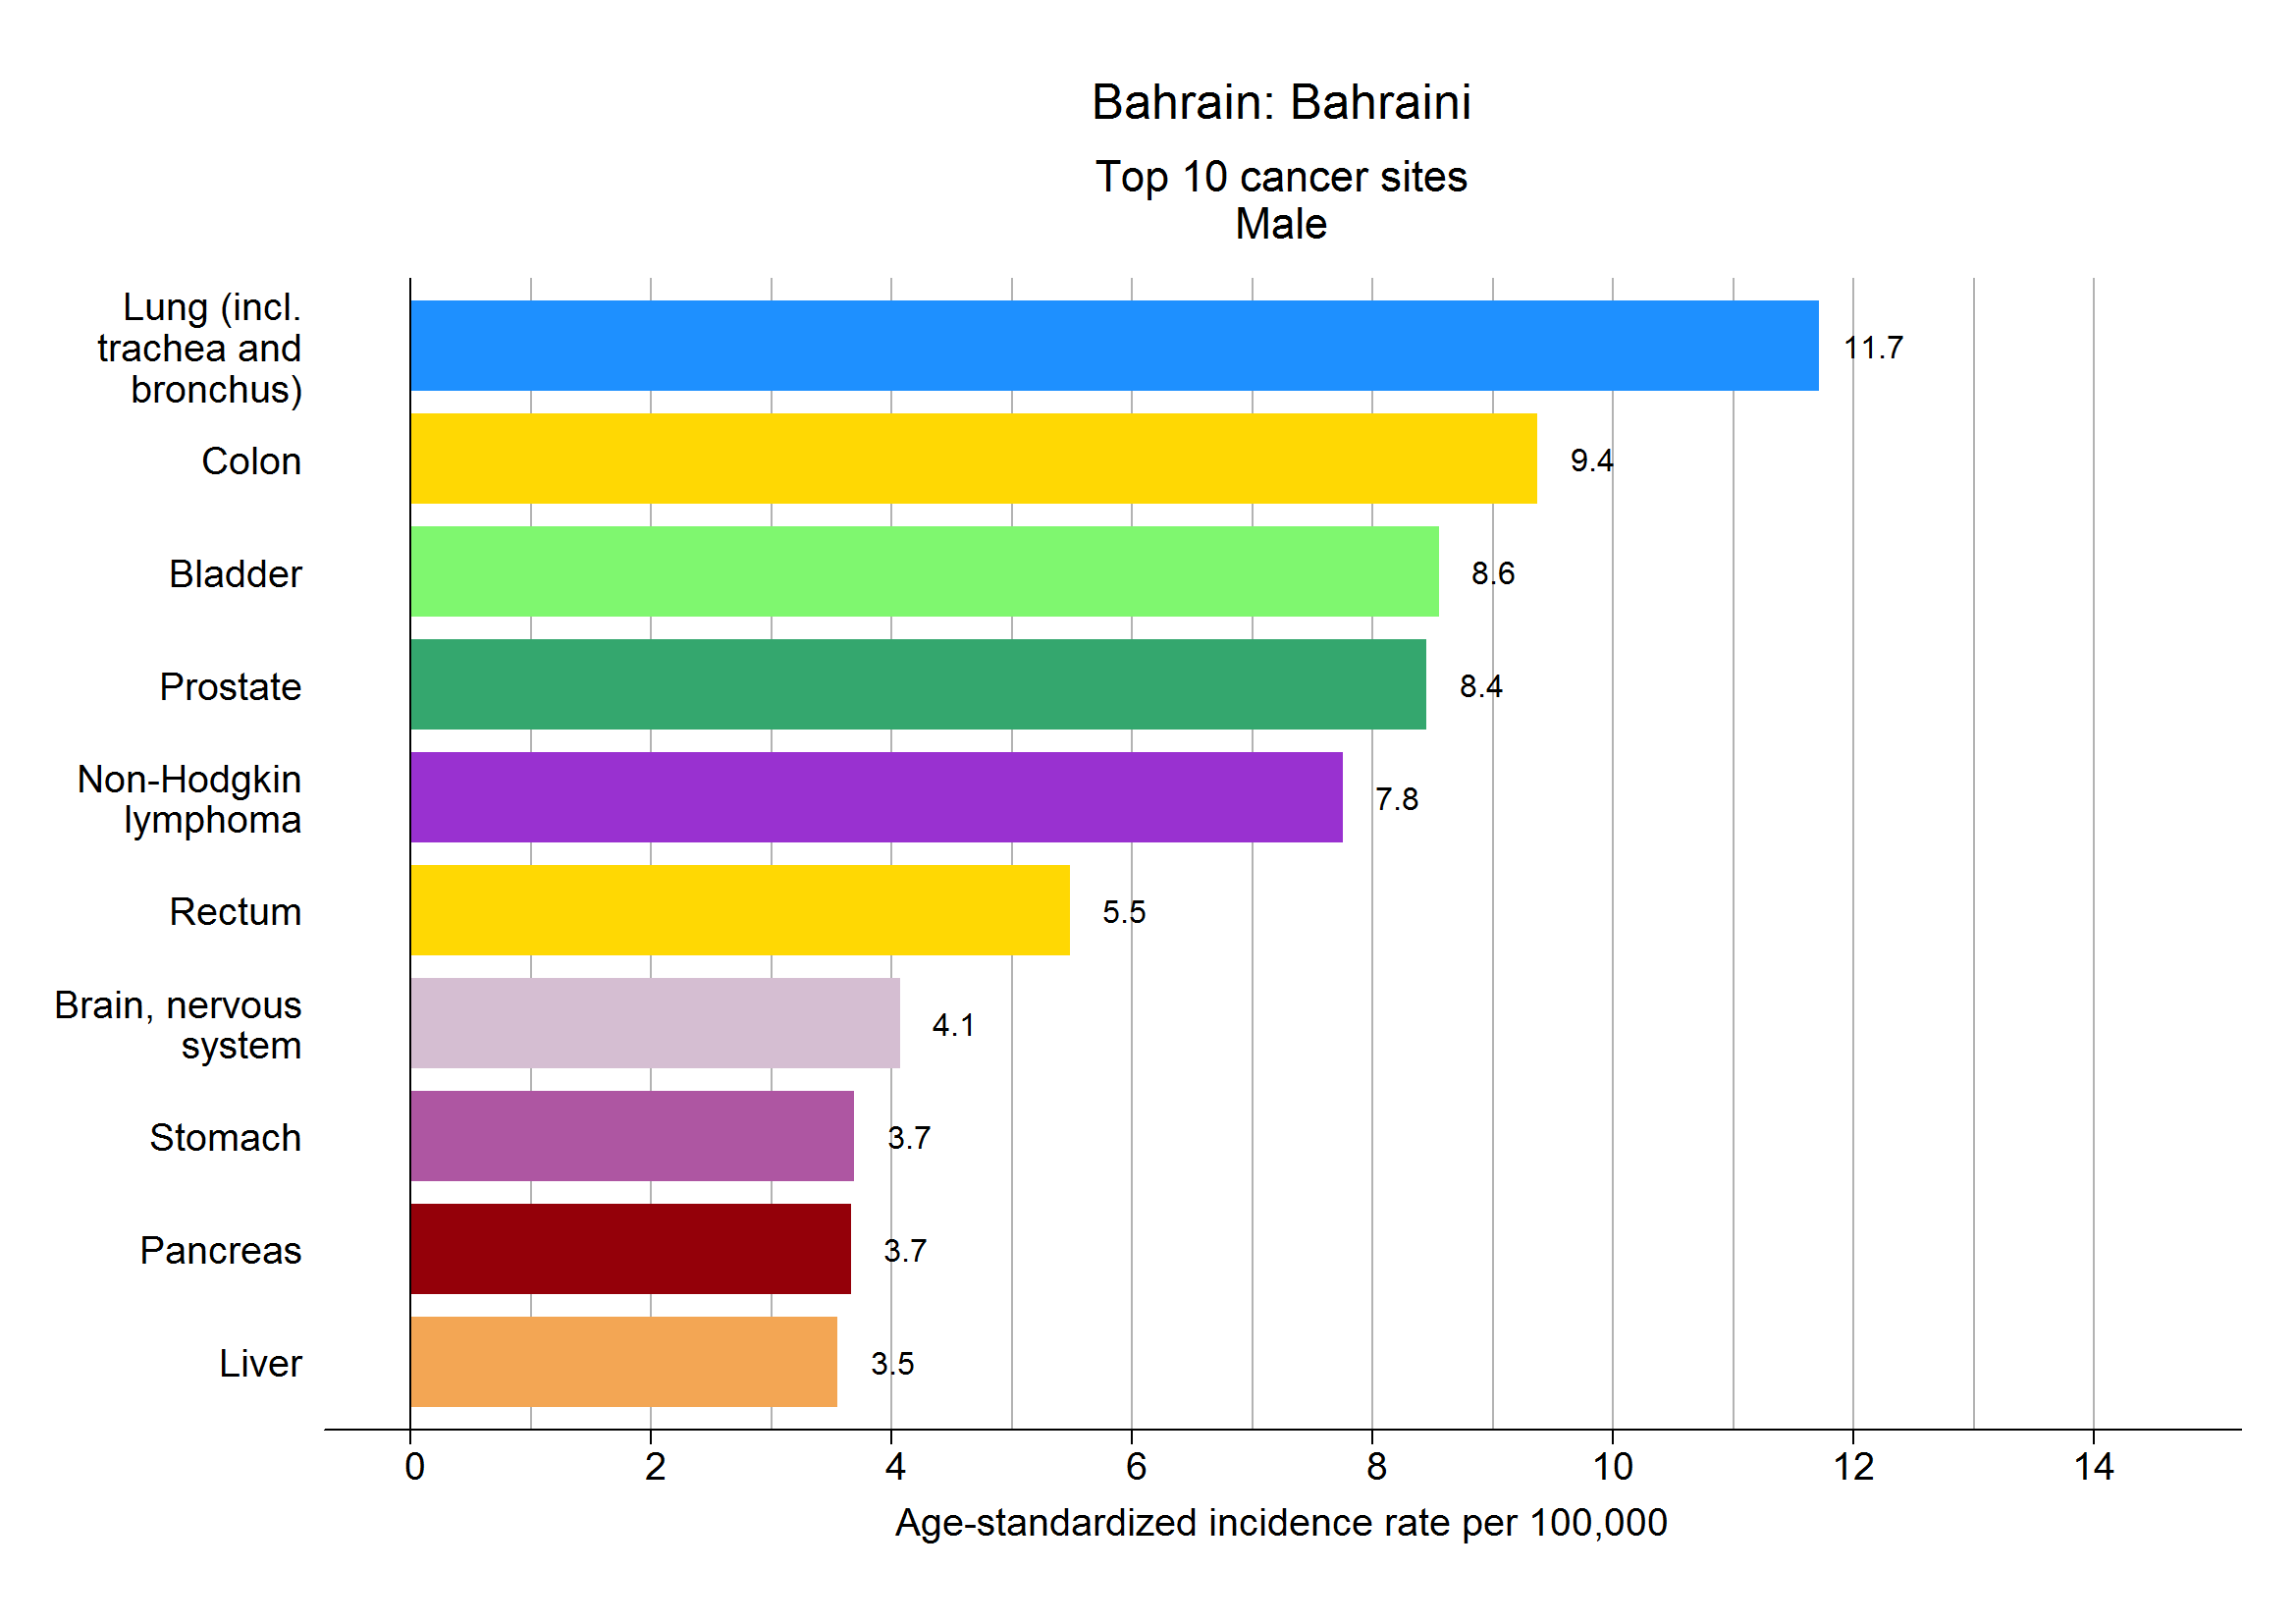 Bahrain: Bahraini
Top 10 cancer sites
Male
Lung (incl.
trachea and
bronchus)
11.7
Colon
9.4
Bladder
8.6
Prostate
8.4
Non-Hodgkin
lymphoma
7.8
Rectum
5.5
Brain, nervous
system
4.1
Stomach
3.7
Pancreas
3.7
Liver
3.5
0 2 4 6 8 10 12 14
Age-standardized incidence rate per 100,000